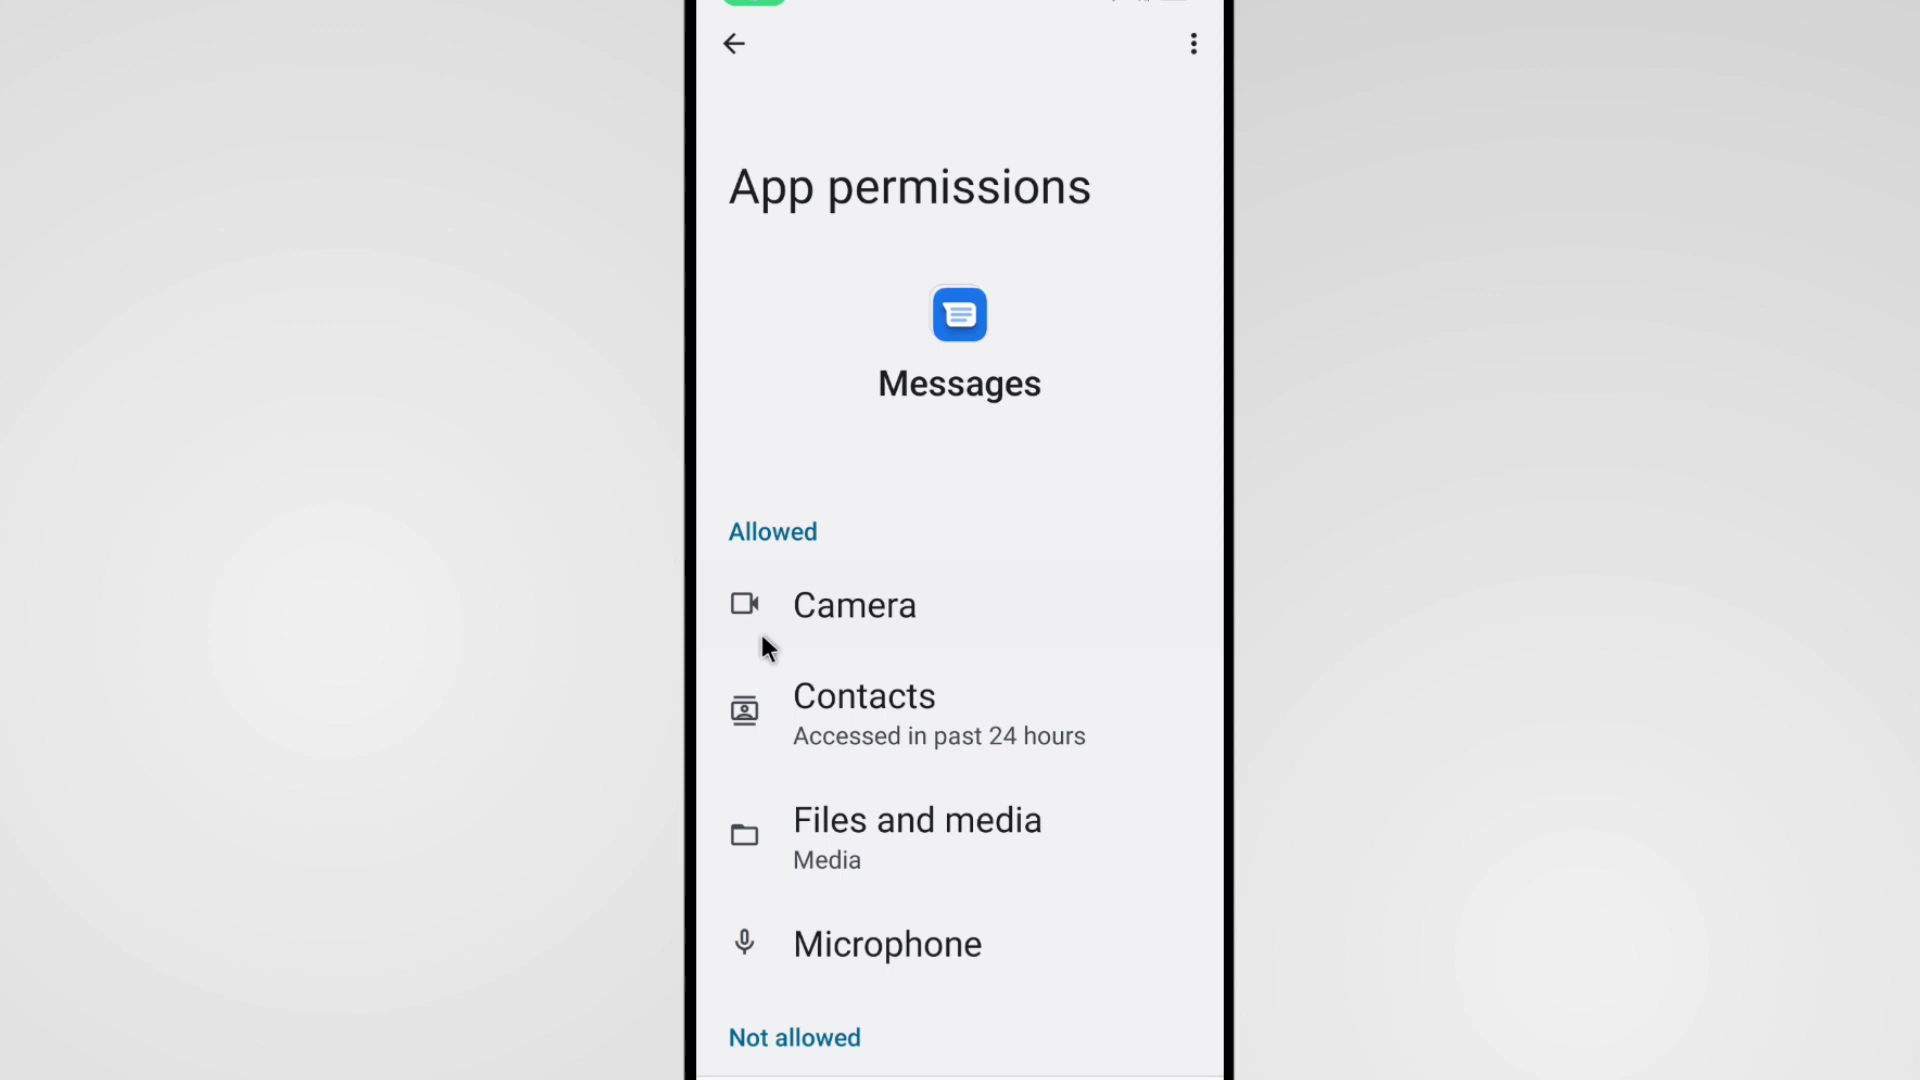 App permissions
Messages
Allowed
Camera
Contacts
Accessed in past 24 hours
Files and media
Media
Microphone
Not allowed